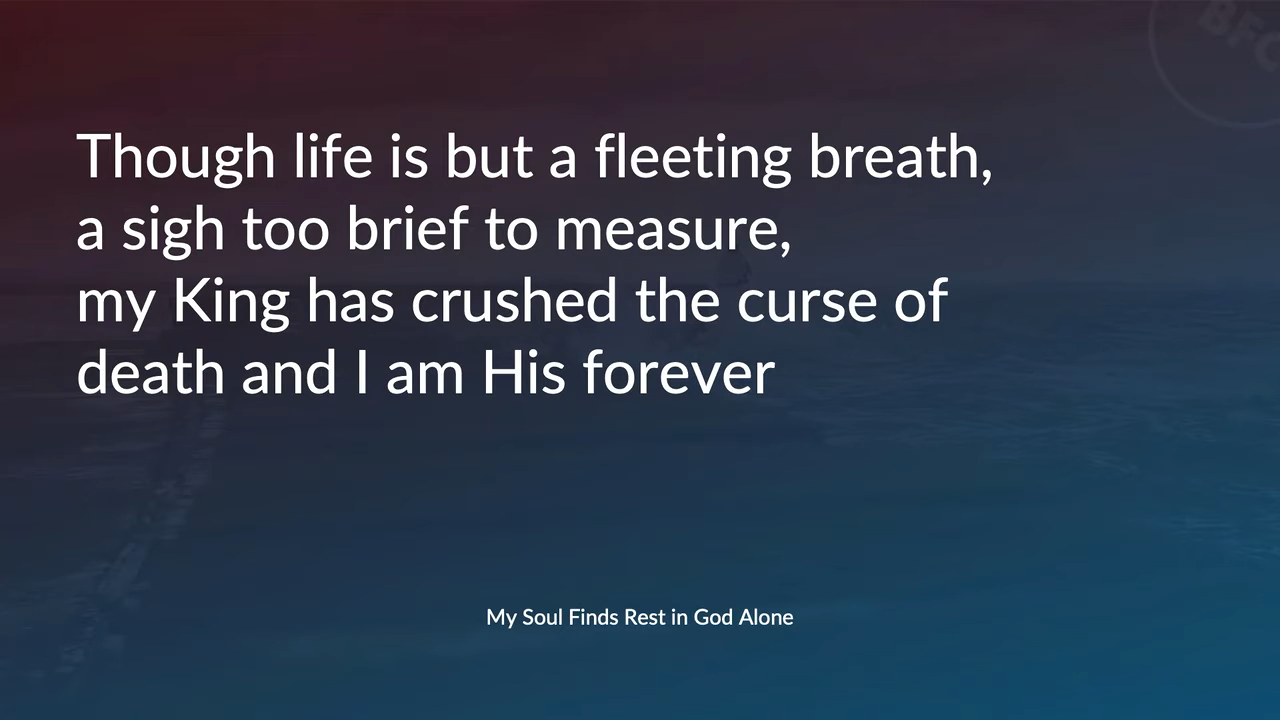 Though life is but a fleeting breath,
a sigh too brief to measure,
my King has crushed the curse of
death and I am His forever
My Soul Finds Rest in God Alone